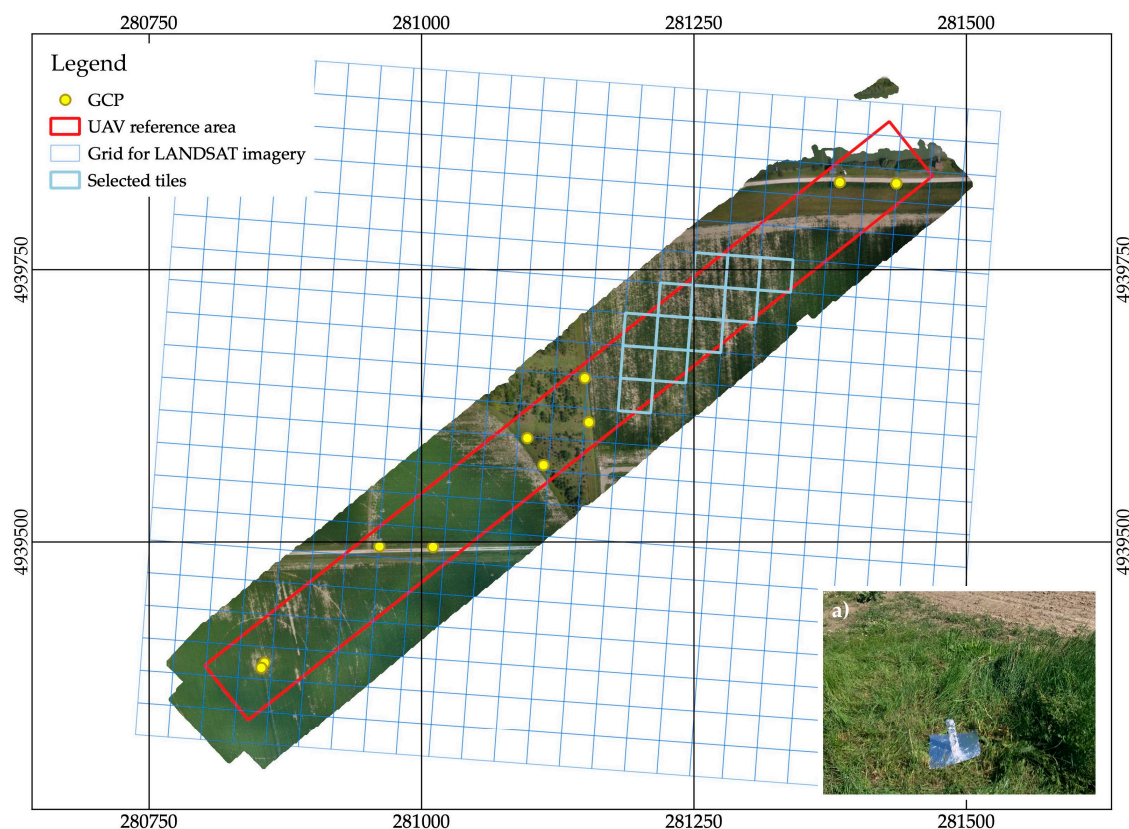 280750 281000 281250 281500
Legend
GCP
UAV reference area
Grid for LANDSAT imagery
Selected tiles
4939750 4939750
4939500 4939500
a)
280750 281000 281250 281500